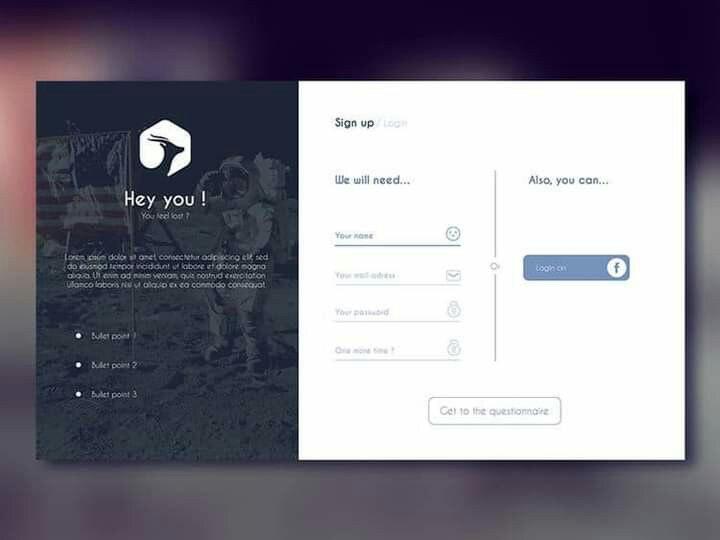 Hey you !
You feel lost ?
Lorem ipsum dolor sit amet, consectetur adipiscing elit, sed
do eiusmod tempor incididunt ut labore et dolore magna
aliqua. Ut enim ad minim veniam, quis nostrud exercitation
ullamco laboris nisi ut aliquip ex ea commodo consequat.
Bullet point 1
Bullet point 2
Bullet point 3
Sign up / Login
We will need...
Your name
Your mail adress
Your password
One more time ?
Or
Also, you can...
Login on
f
Get to the questionnaire